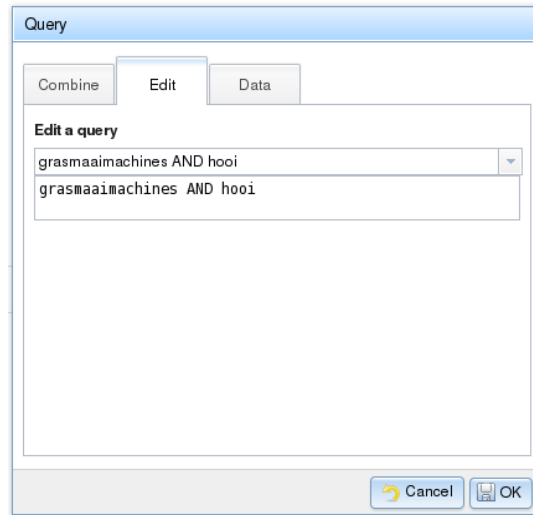 Query
Combine Edit Data
Edit a query
grasmaaimachines AND hooi
grasmaaimachines AND hooi
Cancel OK